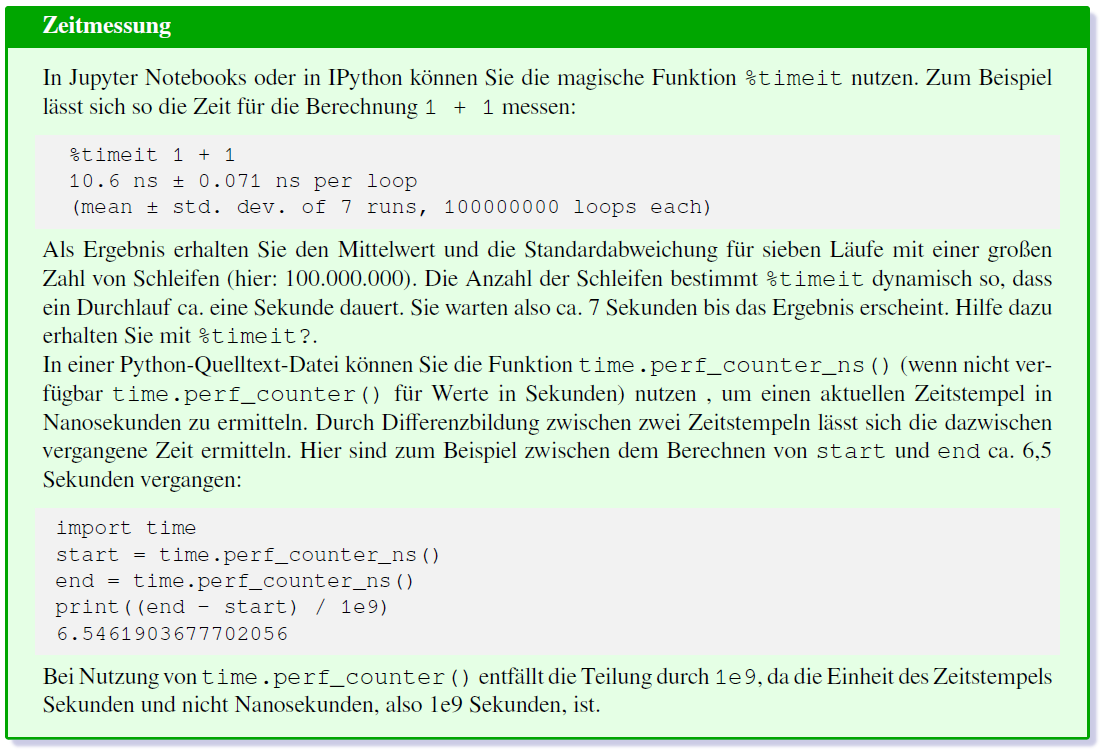 Zeitmessung
In Jupyter Notebooks oder in IPython können Sie die magische Funktion %timeit nutzen. Zum Beispiel
lässt sich so die Zeit für die Berechnung 1 + 1 messen:
%timeit 1 + 1
10.6 ns ± 0.071 ns per loop
(mean ± std. dev. of 7 runs, 100000000 loops each)
Als Ergebnis erhalten Sie den Mittelwert und die Standardabweichung für sieben Läufe mit einer großen
Zahl von Schleifen (hier: 100.000.000). Die Anzahl der Schleifen bestimmt %timeit dynamisch so, dass
ein Durchlauf ca. eine Sekunde dauert. Sie warten also ca. 7 Sekunden bis das Ergebnis erscheint. Hilfe dazu
erhalten Sie mit %timeit?.
In einer Python-Quelltext-Datei können Sie die Funktion time.perf_counter_ns() (wenn nicht ver-
fügbar time.perf_counter() für Werte in Sekunden) nutzen , um einen aktuellen Zeitstempel in
Nanosekunden zu ermitteln. Durch Differenzbildung zwischen zwei Zeitstempeln lässt sich die dazwischen
vergangene Zeit ermitteln. Hier sind zum Beispiel zwischen dem Berechnen von start und end ca. 6,5
Sekunden vergangen:
import time
start = time.perf_counter_ns()
end = time.perf_counter_ns()
print((end - start) / 1e9)
6.5461903677702056
Bei Nutzung von time.perf_counter() entfällt die Teilung durch 1e9, da die Einheit des Zeitstempels
Sekunden und nicht Nanosekunden, also 1e9 Sekunden, ist.